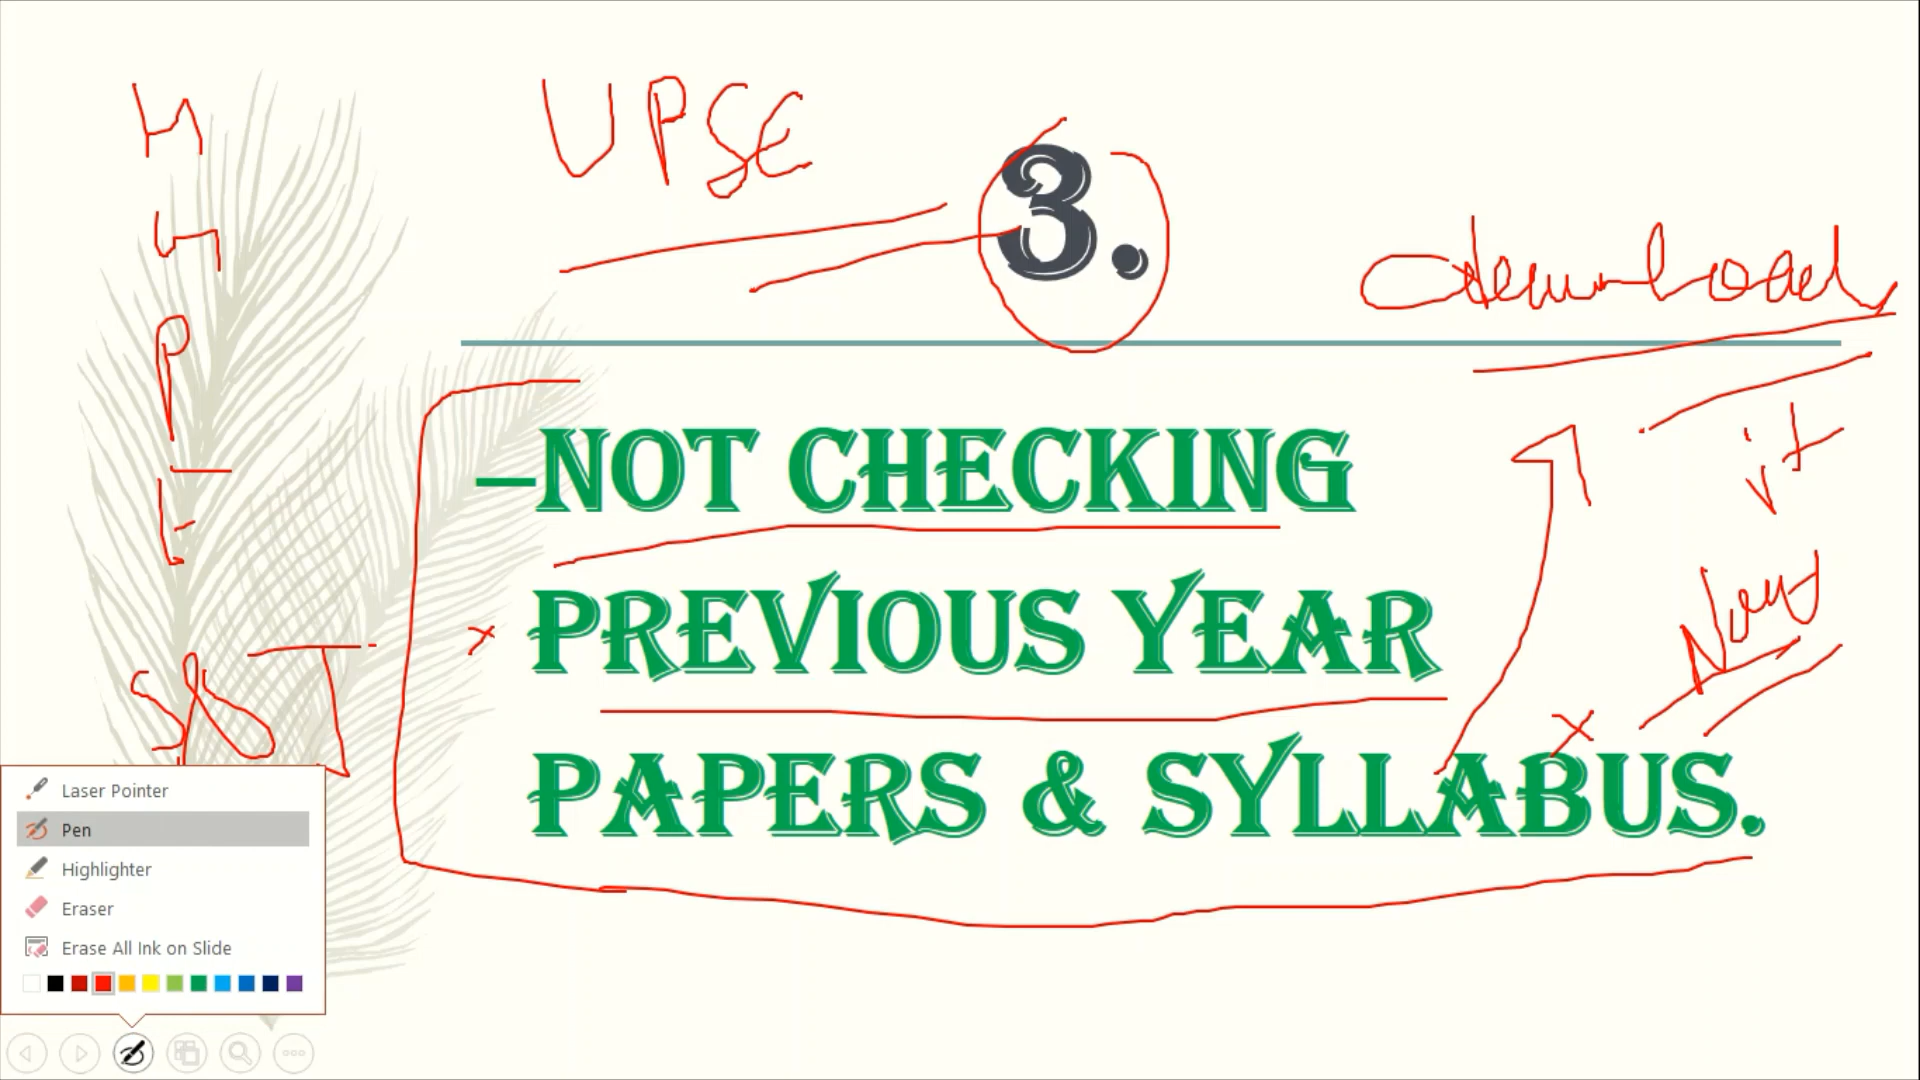 UPSC
3.
download
it
Now
–NOT CHECKING
PREVIOUS YEAR
PAPERS & SYLLABUS.
Laser Pointer
Pen
Highlighter
Eraser
Erase All Ink on Slide